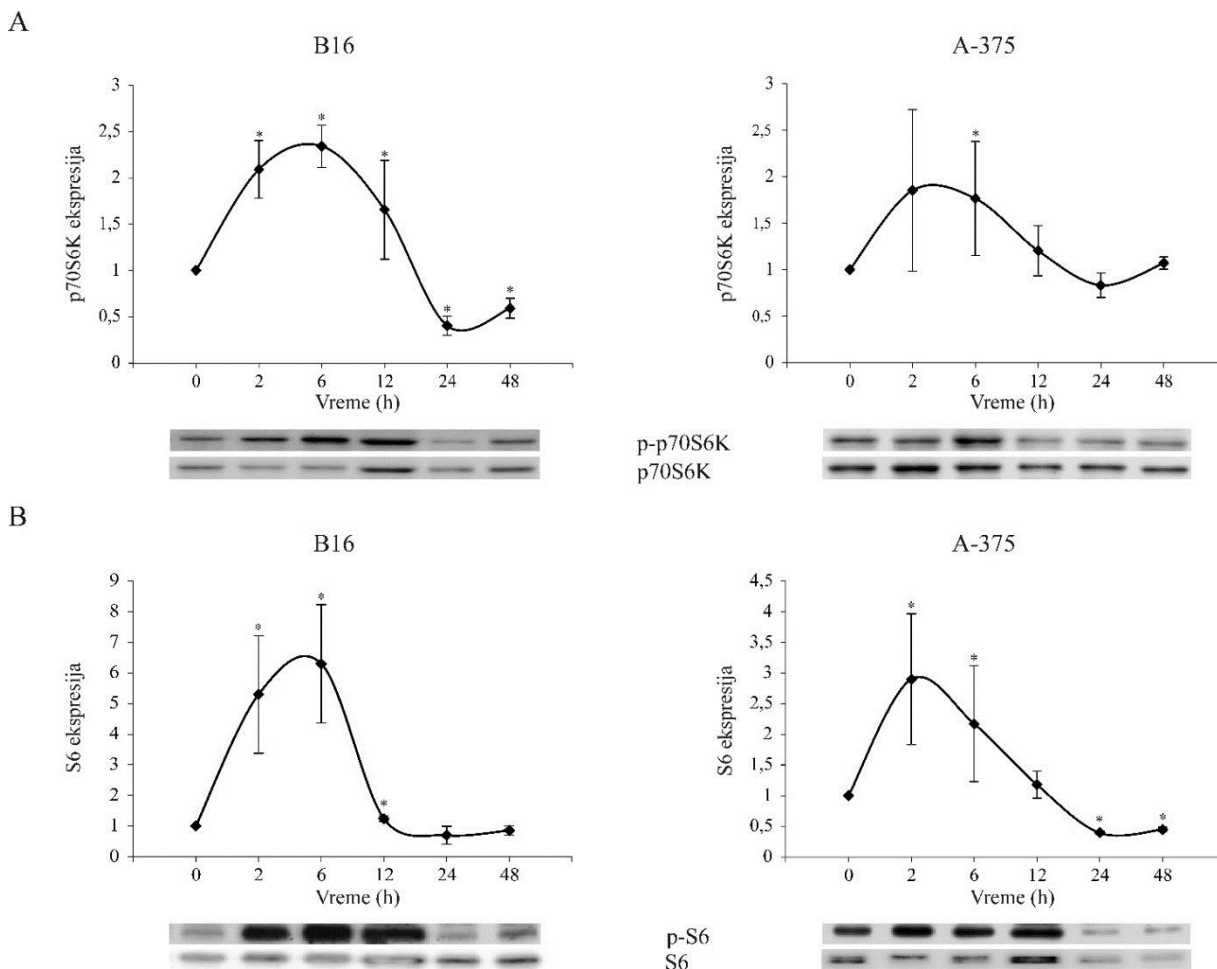 A
B16
p70S6K ekspresija
3
2,5
2
1,5
1
0,5
0
* * * * *
0 2 6 12 24 48
Vreme (h)
A-375
p70S6K ekspresija
3
2,5
2
1,5
1
0,5
0
*
0 2 6 12 24 48
Vreme (h)
p-p70S6K
p70S6K
B
B16
S6 ekspresija
9
8
7
6
5
4
3
2
1
0
* * *
0 2 6 12 24 48
Vreme (h)
A-375
S6 ekspresija
4,5
4
3,5
3
2,5
2
1,5
1
0,5
0
* * * *
0 2 6 12 24 48
Vreme (h)
p-S6
S6